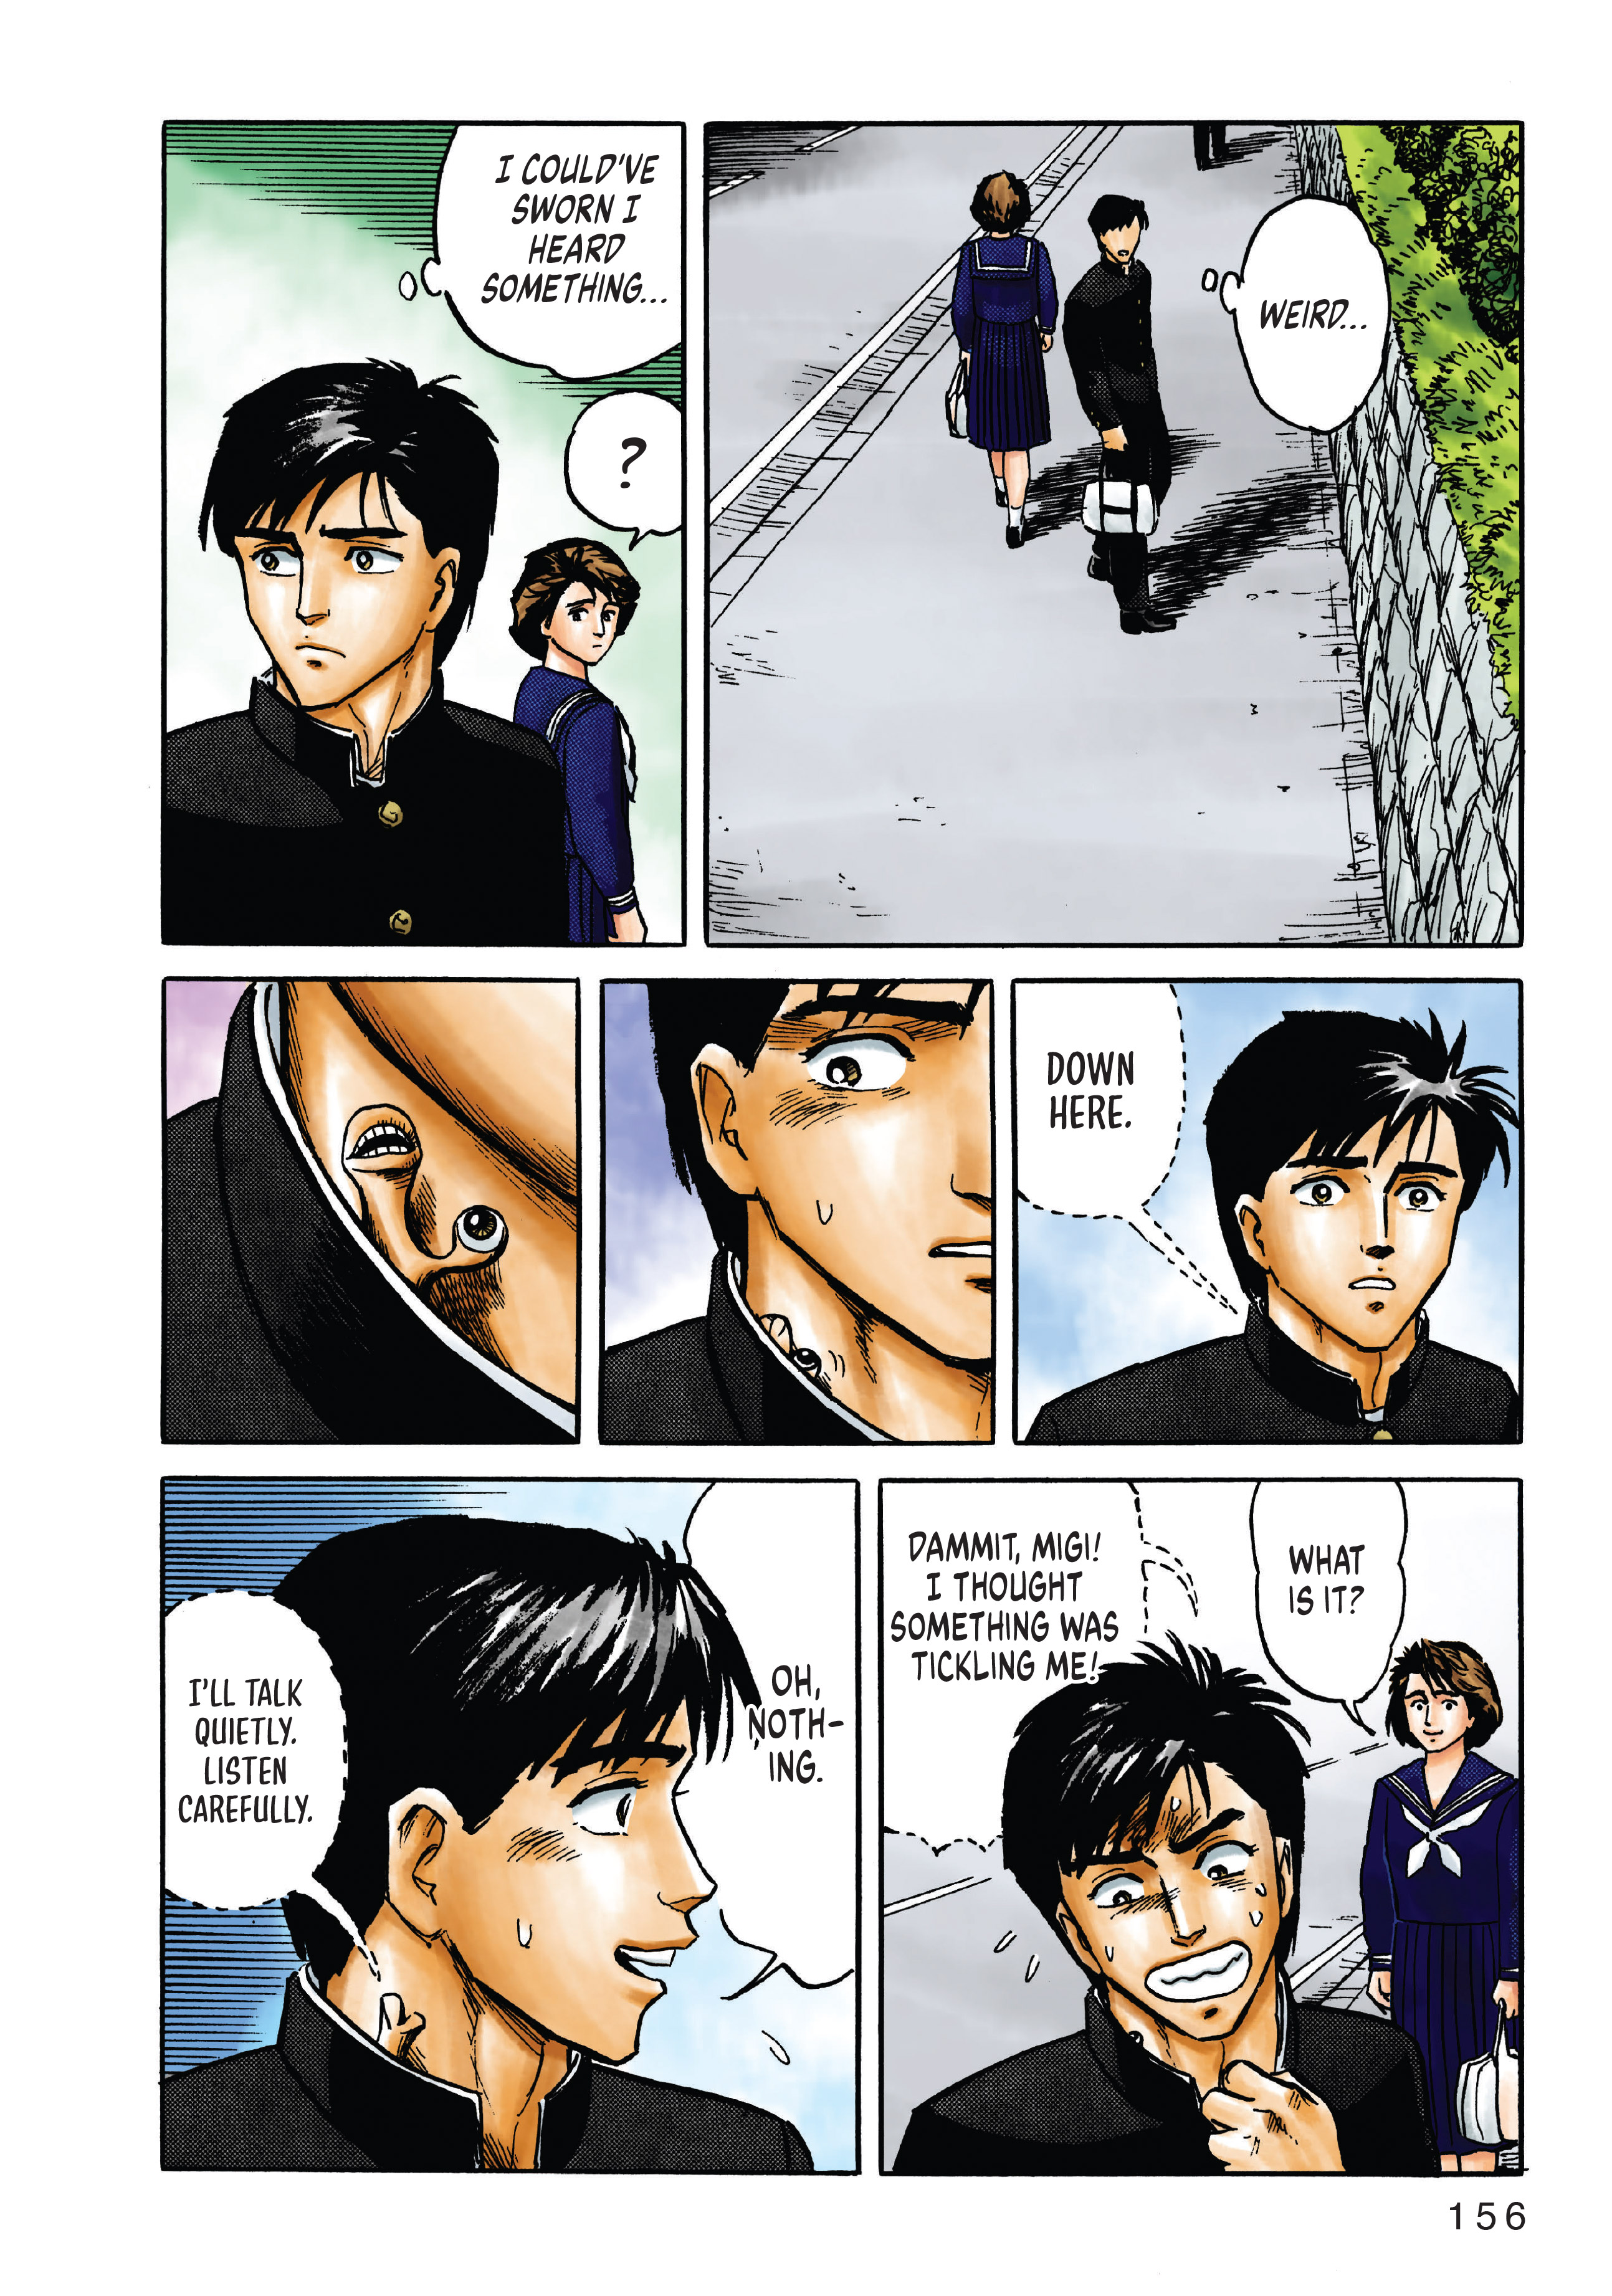 WEIRD...
I COULD'VE
SWORN I
HEARD
SOMETHING...
?
DOWN
HERE.
WHAT
IS IT?
DAMMIT, MIGI!
I THOUGHT
SOMETHING WAS
TICKLING ME!
OH,
NOTH-
ING.
I'LL TALK
QUIETLY.
LISTEN
CAREFULLY.
156